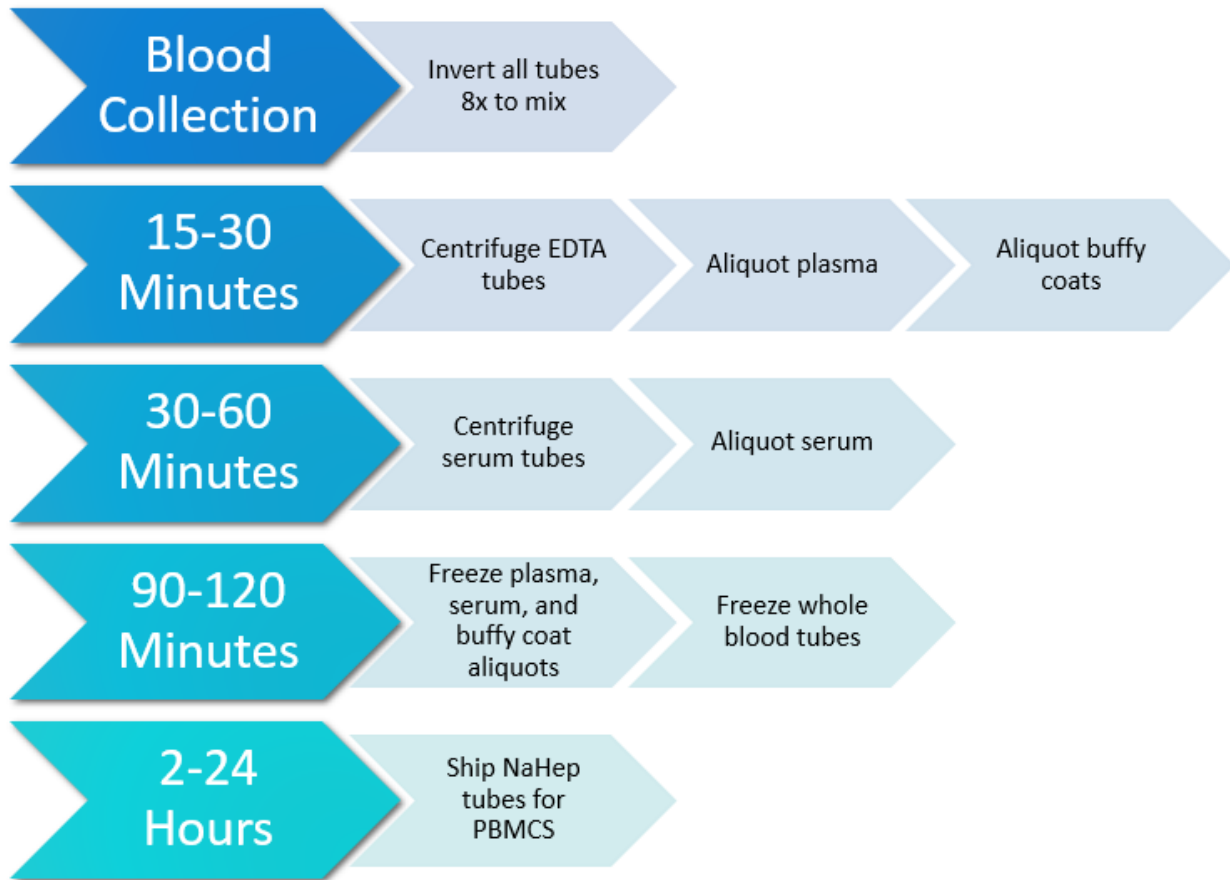 Blood
Collection
Invert all tubes
8x to mix
15-30
Minutes
Centrifuge EDTA
tubes
Aliquot plasma
Aliquot buffy
coats
30-60
Minutes
Centrifuge
serum tubes
Aliquot serum
90-120
Minutes
Freeze plasma,
serum, and
buffy coat
aliquots
Freeze whole
blood tubes
2-24
Hours
Ship NaHep
tubes for
PBMCS